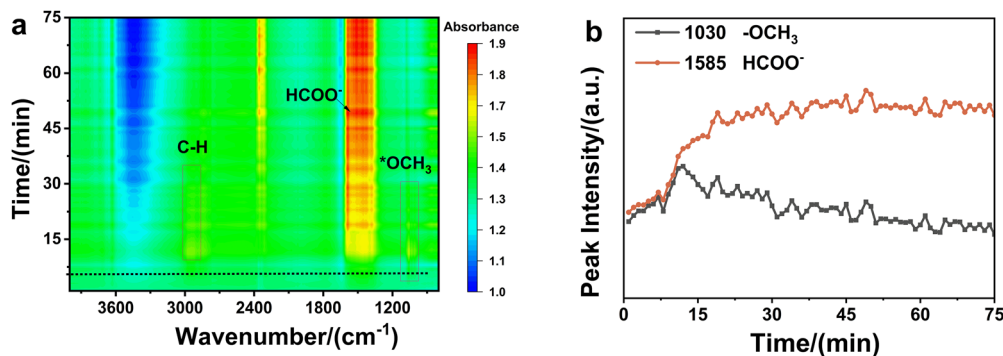 a
Absorbance
Time/(min)
75
60
45
30
15
HCOO⁻
C-H
*OCH₃
3600 2400 1600 1200
Wavenumber/(cm⁻¹)
1.9
1.8
1.7
1.6
1.5
1.4
1.3
1.2
1.1
1.0
b
1030 -OCH₃
1585 HCOO⁻
Peak Intensity/(a.u.)
0 15 30 45 60 75
Time/(min)